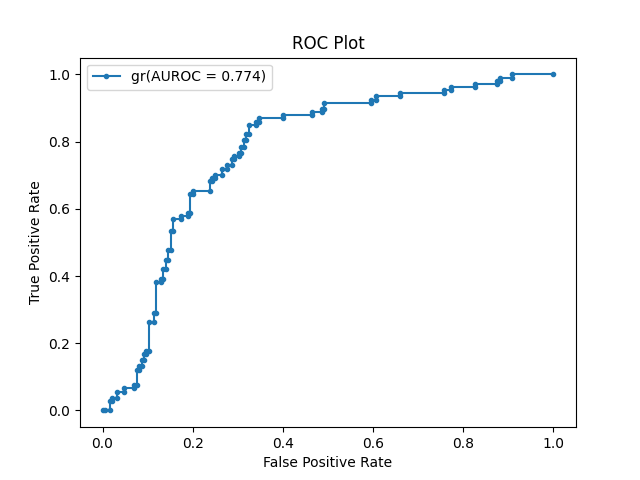 ROC Plot
gr(AUROC = 0.774)
1.0
0.8
0.6
0.4
0.2
0.0
True Positive Rate
0.0 0.2 0.4 0.6 0.8 1.0
False Positive Rate